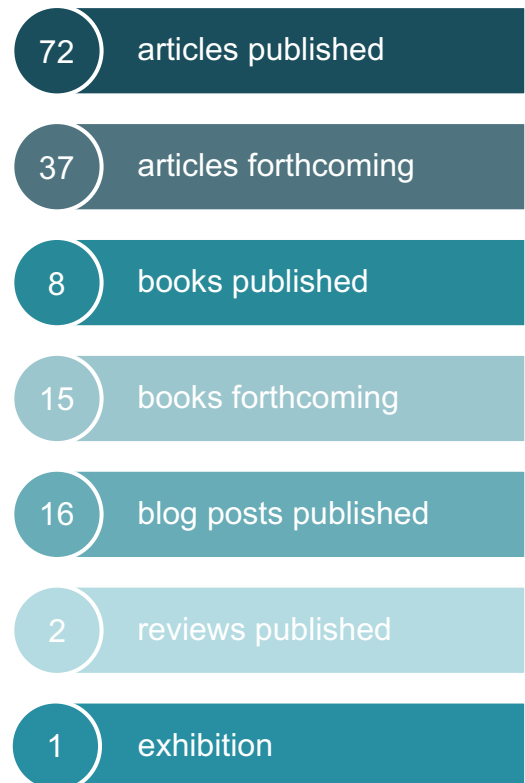 72 articles published
37 articles forthcoming
8 books published
15 books forthcoming
16 blog posts published
2 reviews published
1 exhibition